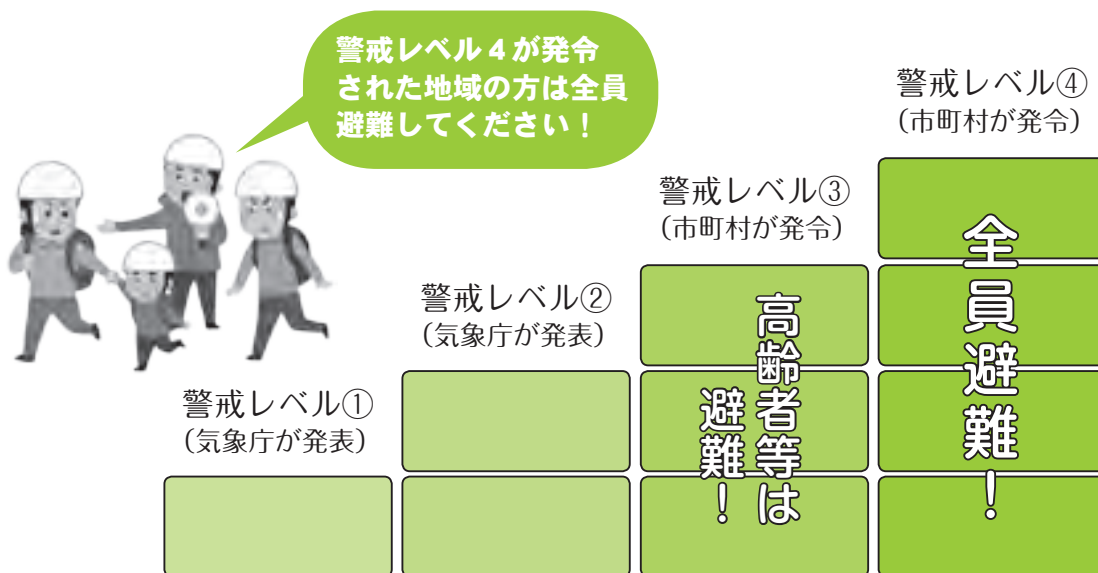 警戒レベル４が発令
された地域の方は全員
避難してください！
警戒レベル④
（市町村が発令）
警戒レベル③
（市町村が発令）
警戒レベル②
（気象庁が発表）
警戒レベル①
（気象庁が発表）
高齢者等は
避難！
全員避難！